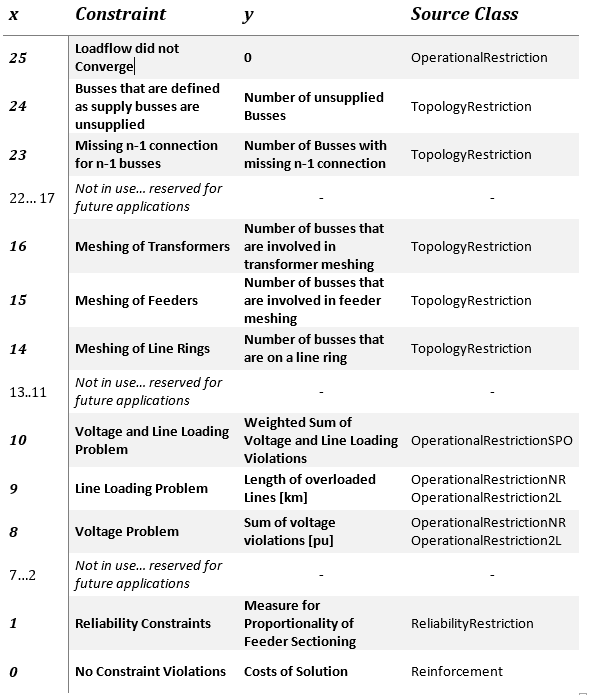 x Constraint y Source Class
25 Loadflow did not Converge 0 OperationalRestriction
24 Busses that are defined as supply busses are unsupplied Number of unsupplied Busses TopologyRestriction
23 Missing n-1 connection for n-1 busses Number of Busses with missing n-1 connection TopologyRestriction
22... 17 Not in use... reserved for future applications - -
16 Meshing of Transformers Number of busses that are involved in transformer meshing TopologyRestriction
15 Meshing of Feeders Number of busses that are involved in feeder meshing TopologyRestriction
14 Meshing of Line Rings Number of busses that are on a line ring TopologyRestriction
13..11 Not in use... reserved for future applications - -
10 Voltage and Line Loading Problem Weighted Sum of Voltage and Line Loading Violations OperationalRestrictionSPO
9 Line Loading Problem Length of overloaded Lines [km] OperationalRestrictionNR OperationalRestriction2L
8 Voltage Problem Sum of voltage violations [pu] OperationalRestrictionNR OperationalRestriction2L
7...2 Not in use... reserved for future applications - -
1 Reliability Constraints Measure for Proportionality of Feeder Sectioning ReliabilityRestriction
0 No Constraint Violations Costs of Solution Reinforcement